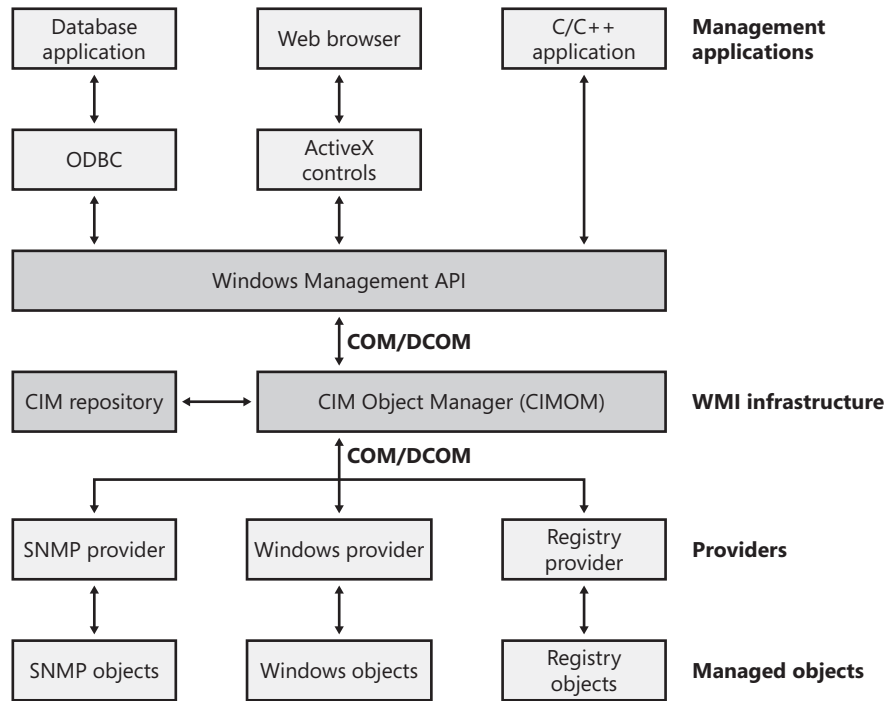 Database
application
Web browser
C/C++
application
Management
applications
ODBC
ActiveX
controls
Windows Management API
COM/DCOM
CIM repository
CIM Object Manager (CIMOM)
WMI infrastructure
COM/DCOM
SNMP provider
Windows provider
Registry
provider
Providers
SNMP objects
Windows objects
Registry
objects
Managed objects